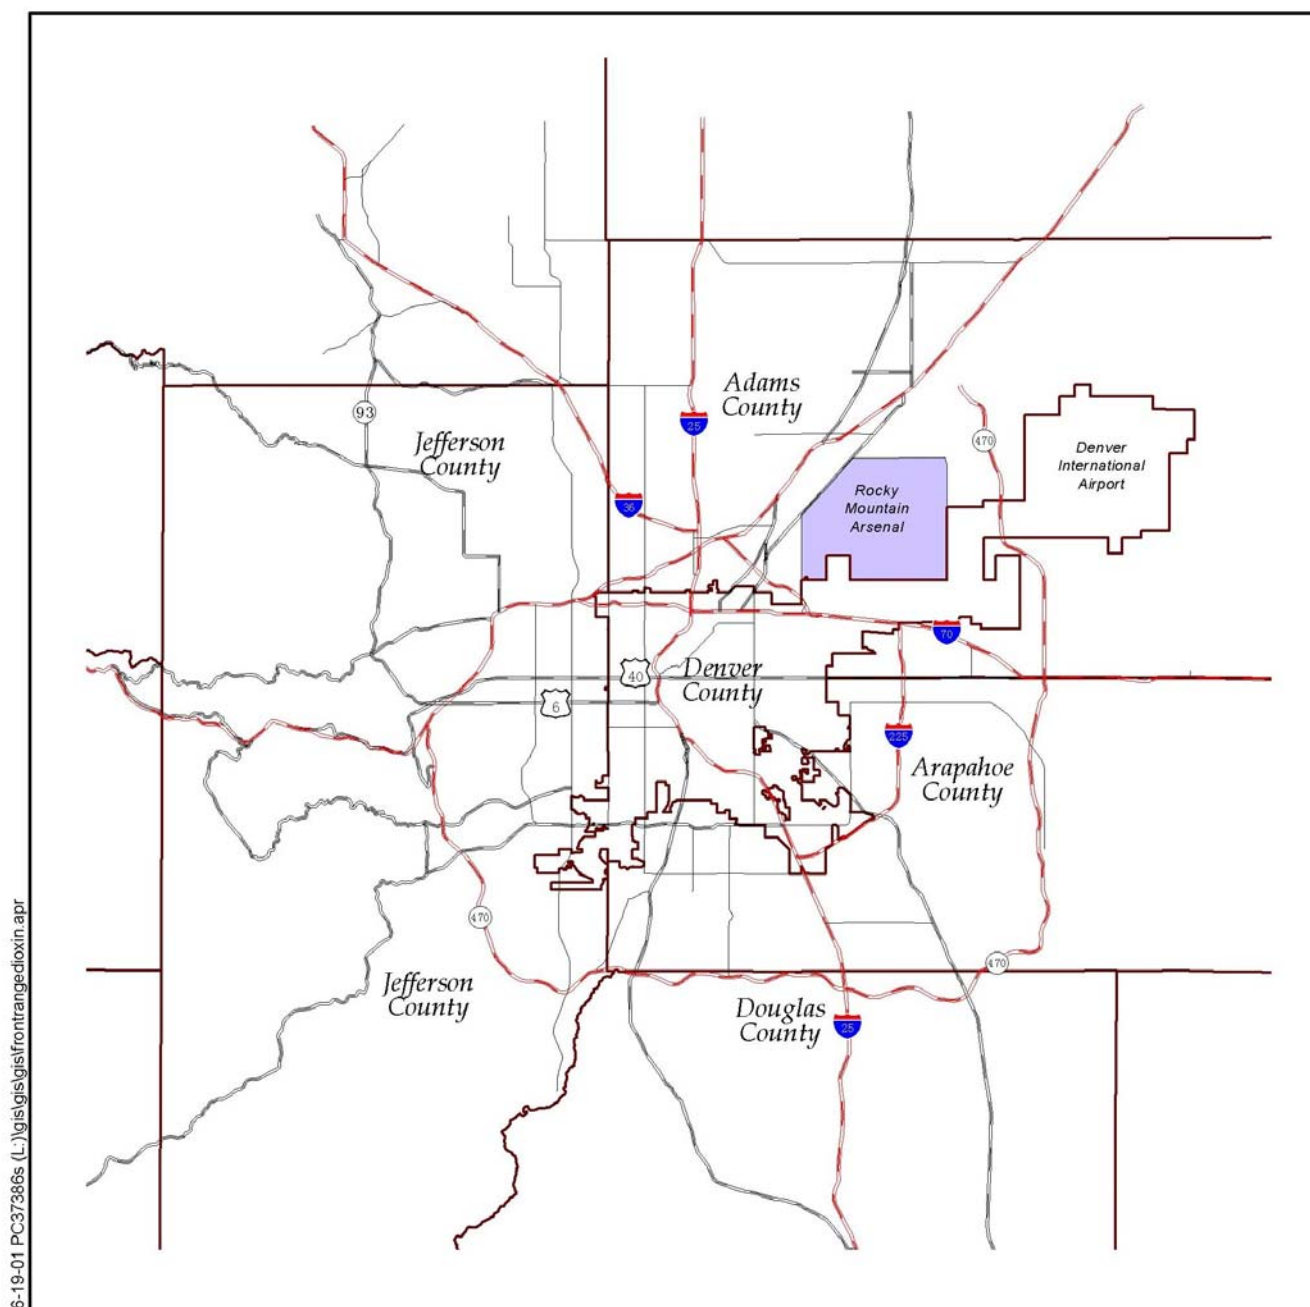 Adams
County
93
25
Jefferson
County
470
Denver
International
Airport
36
Rocky
Mountain
Arsenal
70
40
Denver
County
6
225
Arapahoe
County
470
470
Jefferson
County
Douglas
County
25
6-19-01 PC37386s (L:)\gis\gis\gis\frontrangedioxin.apr